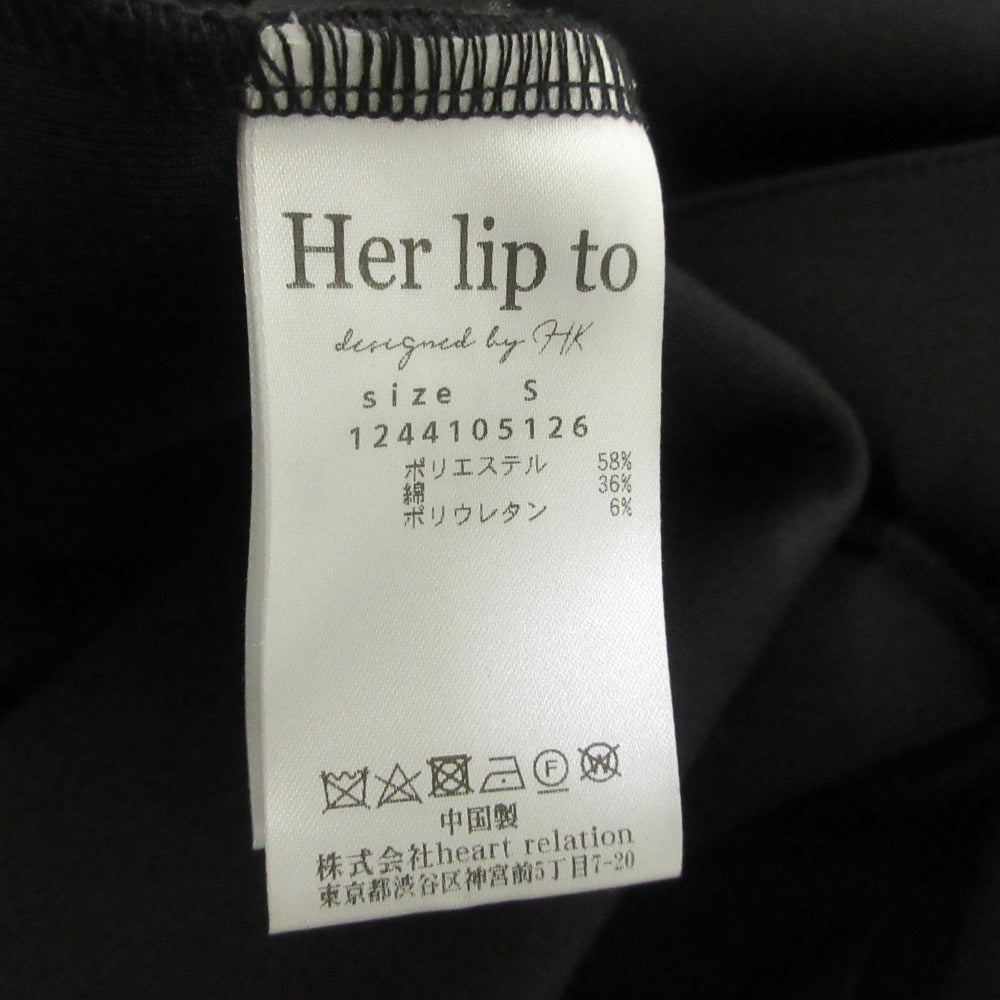 Her lip to
designed by HK
size S
1244105126
ポリエステル 58%
綿 36%
ポリウレタン 6%
F
W
中国製
株式会社heart relation
東京都渋谷区神宮前5丁目7-20